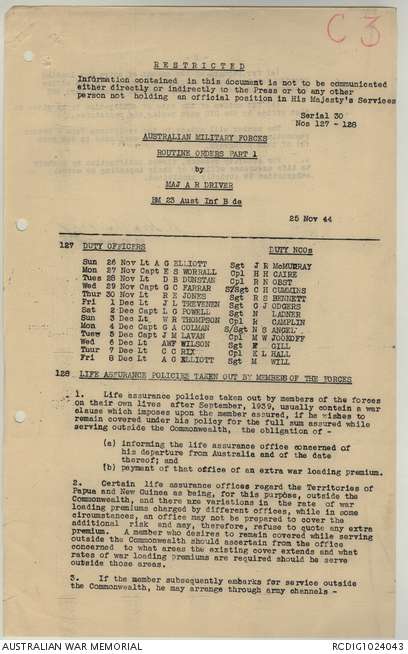 C3
RESTRICTED
Information contained in this document is not to be communicated
either directly or indirectly to the Press or to any other
person not holding an official position in His Majesty's Services
Serial 30
Nos 127 - 128
AUSTRALIAN MILITARY FORCES
ROUTINE ORDERS PART 1
by
MAJ A R DRIVER
BM 23 Aust Inf B de
25 Nov 44
127 DUTY OFFICERS DUTY NCOs
Sun 26 Nov Lt A G ELLIOTT Sgt J R McMURRAY
Mon 27 Nov Capt E S WORRALL Cpl H H CAIRE
Tues 28 Nov Lt D B DUNSTAN Cpl R N OBST
Wed 29 Nov Capt G C FARRAR S/Sgt C H CUMMINS
Thur 30 Nov Lt R E JONES Sgt R S BENNETT
Fri 1 Dec Lt J L TREVENEN Sgt G J ODGERS
Sat 2 Dec Capt L G POWELL Sgt N LADNER
Sun 3 Dec Lt W R THOMPSON Cpl R CAMPLIN
Mon 4 Dec Capt G A COLMAN S/Sgt N S ANGEL
Tues 5 Dec Capt J M LAVAN Cpl M W JOOKOFF
Wed 6 Dec Lt AWF WILSON Sgt F GILL
Thur 7 Dec Lt C C RIX Cpl E L HALL
Fri 8 Dec Lt A G ELLIOTT Sgt M WILL
128 LIFE ASSURANCE POLICIES TAKEN OUT BY MEMBERS OF THE FORCES
1. Life assurance policies taken out by members of the forces
on their own lives after September, 1939, usually contain a war
clause which imposes upon the member assured, if he wishes to
remain covered under his policy for the full sum assured while
serving outside the Commonwealth, the obligation of -
(a) informing the life assurance office concerned of
his departure from Australia and of the date
thereof; and
(b) payment of that office of an extra war loading premium.
2. Certain life assurance offices regard the Territories of
Papua and New Guinea as being, for this purpose, outside the
Commonwealth, and there are variations in the rate of war
loading premiums charged by different offices, while in some
circumstances, an office may not be prepared to cover the
additional risk and may, therefore, refuse to quote any extra
premium. A member who desires to remain covered while serving
outside the Commonwealth should ascertain from the office
concerned to what areas the existing cover extends and what
rates of war loading premiums are required should he serve
outside those areas.
3. If the member subsequently embarks for service outside
the Commonwealth, he may arrange through army channels -
AUSTRALIAN WAR MEMORIAL RCDIG1024043